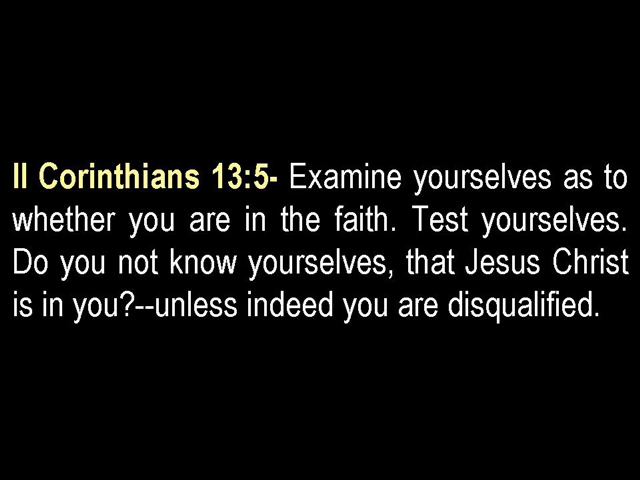 II Corinthians 13:5- Examine yourselves as to
whether you are in the faith. Test yourselves.
Do you not know yourselves, that Jesus Christ
is in you?--unless indeed you are disqualified.